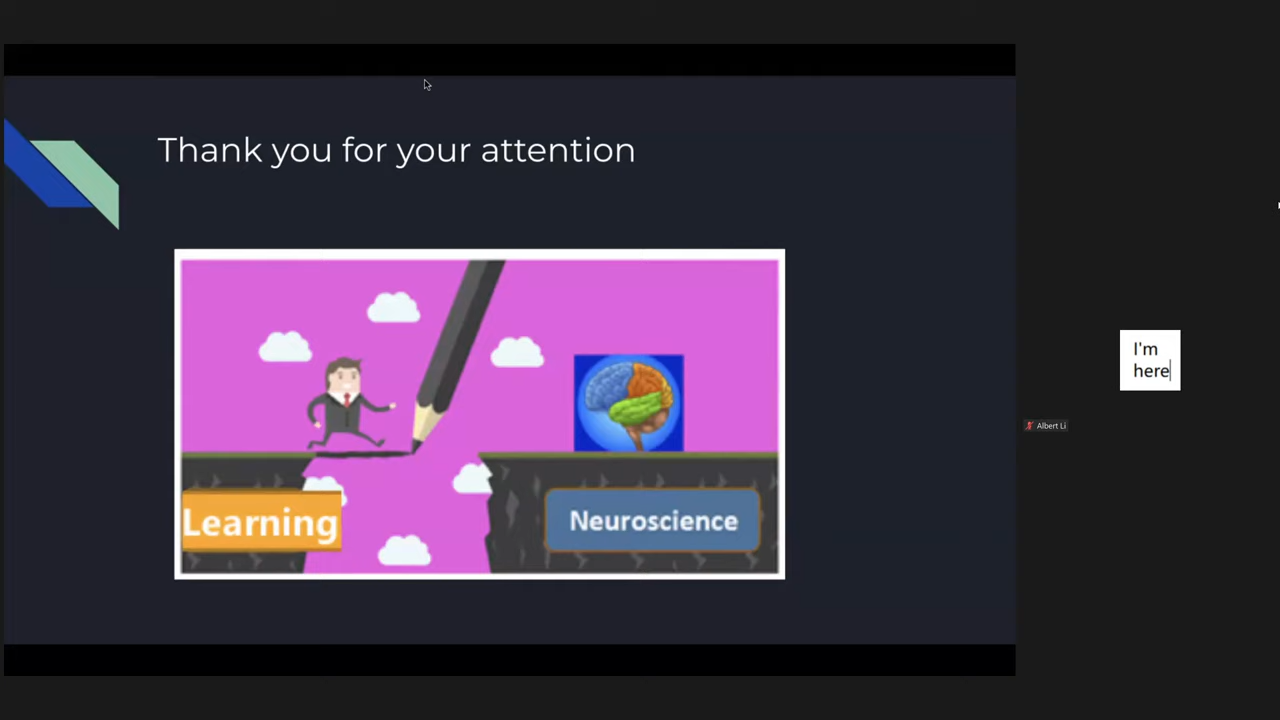 Thank you for your attention
Learning
Neuroscience
I'm
here
Albert Li